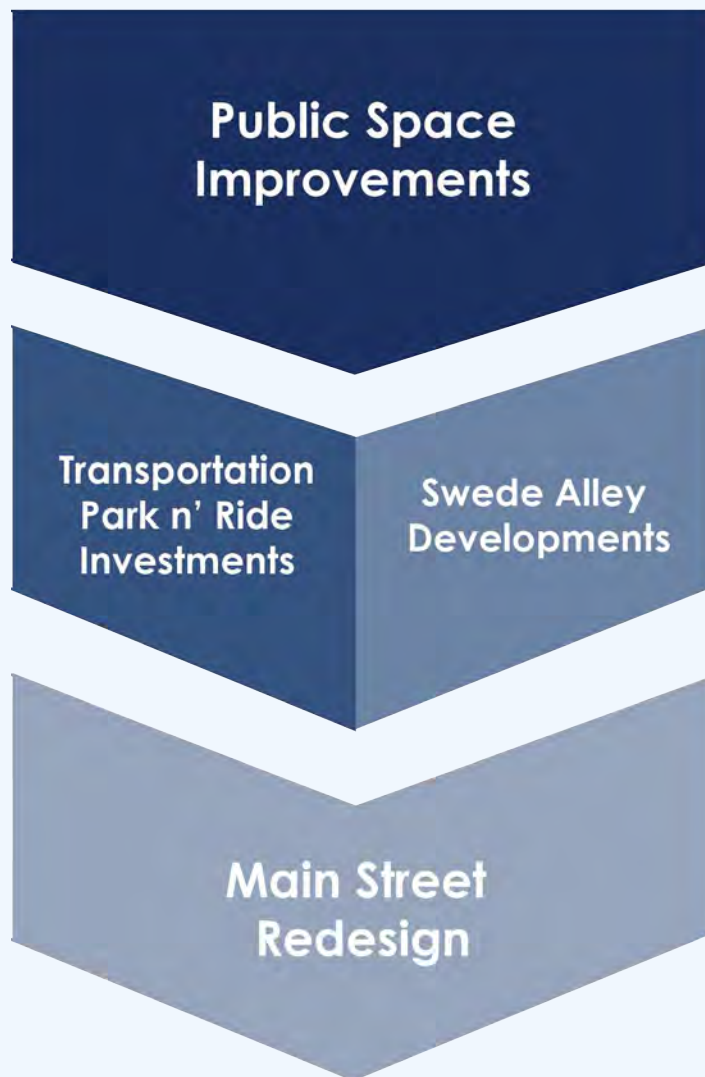 Public Space
Improvements
Transportation
Park n’ Ride
Investments
Swede Alley
Developments
Main Street
Redesign